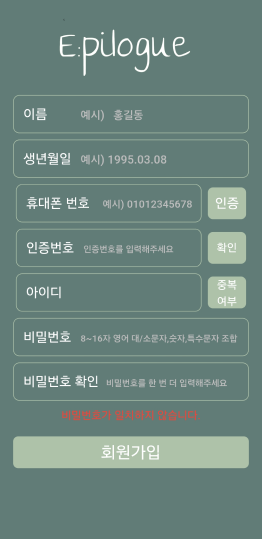 E:pilogue
이름 예시) 홍길동
생년월일 예시) 1995.03.08
휴대폰 번호 예시) 01012345678 인증
인증번호 인증번호를 입력해주세요 확인
아이디 중복
여부
비밀번호 8~16자 영어 대/소문자,숫자,특수문자 조합
비밀번호 확인 비밀번호를 한 번 더 입력해주세요
회원가입